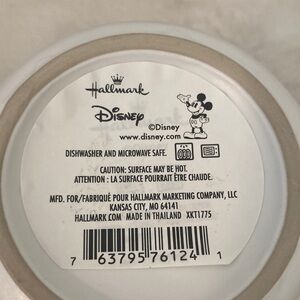 Hallmark
Disney
©Disney
www.disney.com
DISHWASHER AND MICROWAVE SAFE.
CAUTION: SURFACE MAY BE HOT.
ATTENTION : LA SURFACE POURRAIT ÊTRE CHAUDE.
MFD. FOR/FABRIQUÉ POUR HALLMARK MARKETING COMPANY, LLC
KANSAS CITY, MO 64141
HALLMARK.COM MADE IN THAILAND XKT1775
7 63795 76124 1